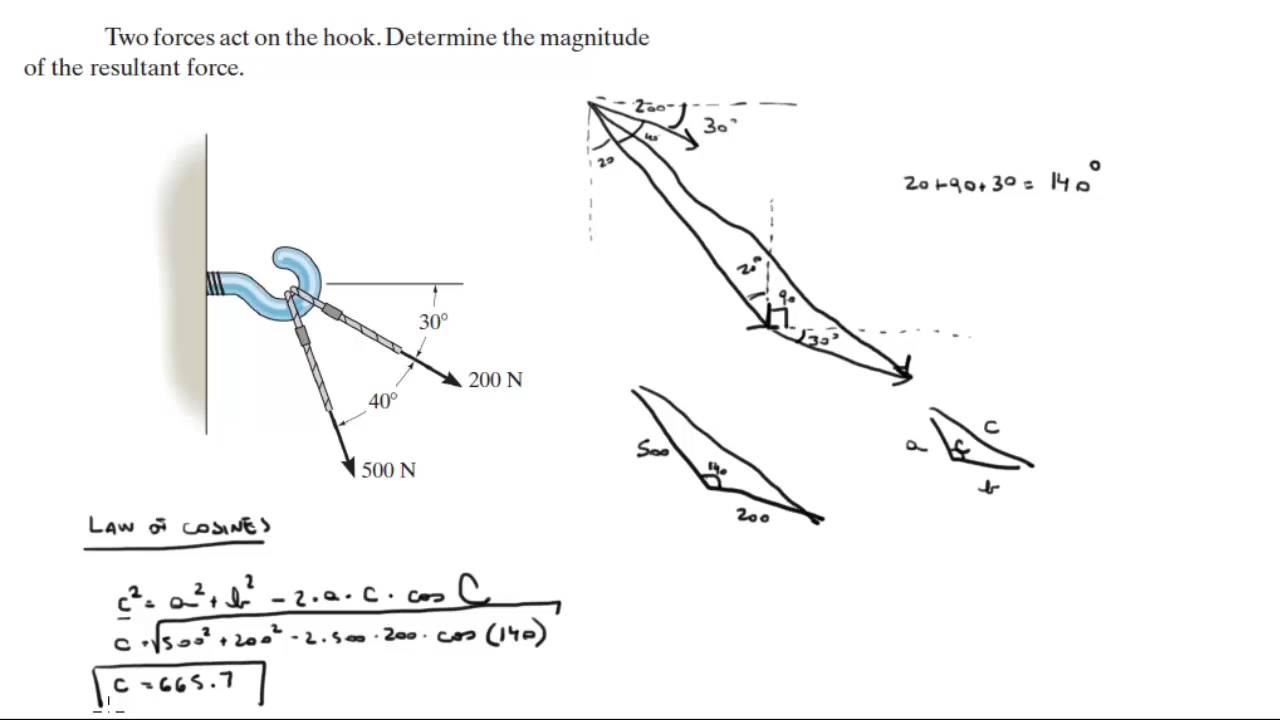 Two forces act on the hook. Determine the magnitude
of the resultant force.
30°
200 N
40°
500 N
200
30°
40
20
20+90+30= 140°
20°
90
30°
500
140
200
a
c
C
b
LAW OF COSINES
c² = a² + b² - 2.a.c.cos C
c = √500² + 200² - 2.500.200.cos (140)
c = 665.7